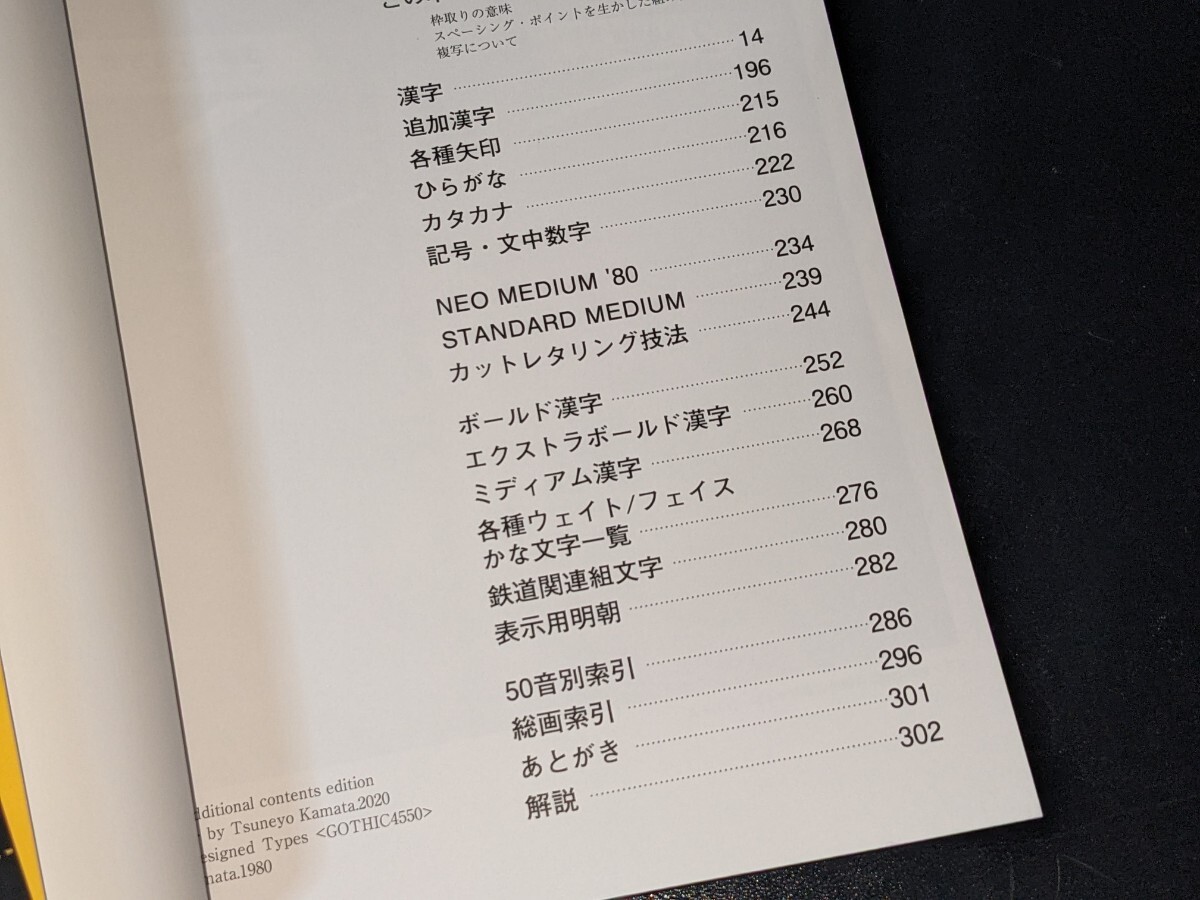 枠取りの意味
スペーシング・ポイントを生かした
複写について
漢字 14
追加漢字 196
各種矢印 215
ひらがな 216
カタカナ 222
記号・文中数字 230
NEO MEDIUM '80 234
STANDARD MEDIUM 239
カットレタリング技法 244
ボールド漢字 252
エクストラボールド漢字 260
ミディアム漢字 268
各種ウェイト/フェイス
かな文字一覧 276
鉄道関連組文字 280
表示用明朝 282
50音別索引 286
総画索引 296
あとがき 301
解説 302
dditional contents edition
by Tsuneyo Kamata.2020
esigned Types <GOTHIC4550>
mata.1980